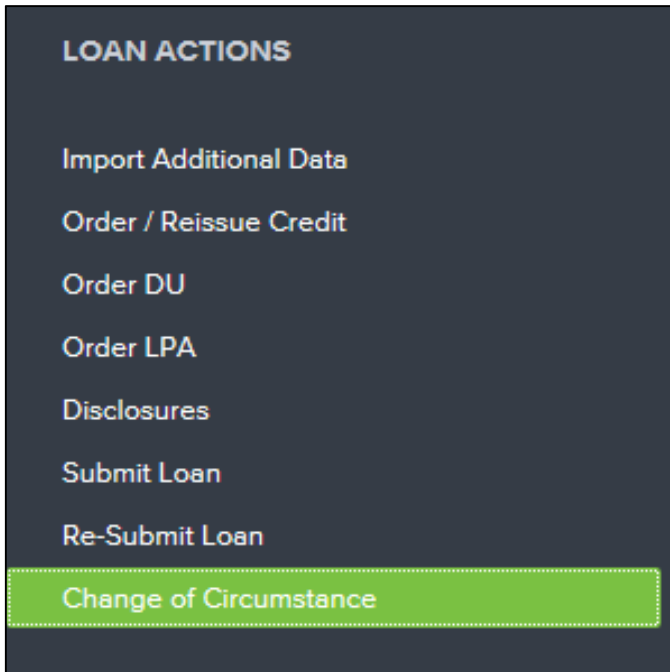 LOAN ACTIONS
Import Additional Data
Order / Reissue Credit
Order DU
Order LPA
Disclosures
Submit Loan
Re-Submit Loan
Change of Circumstance